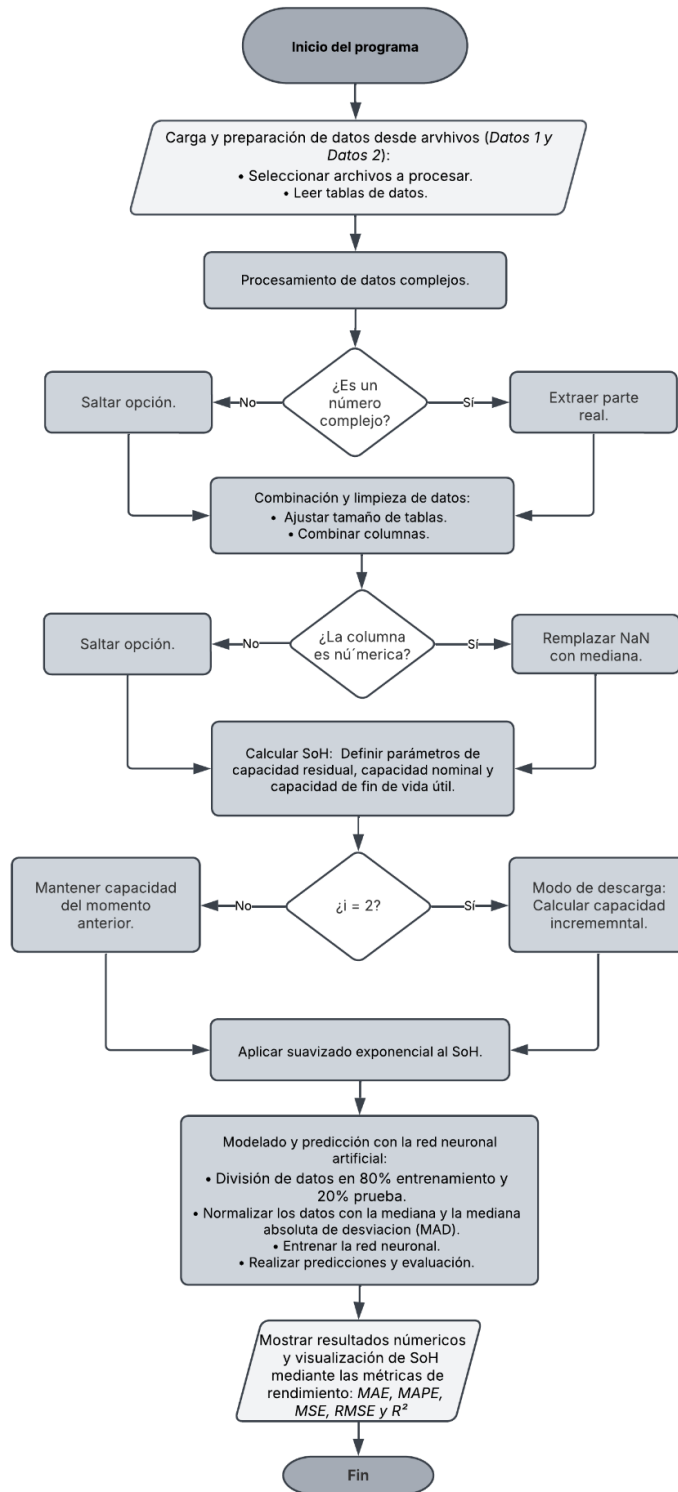 Inicio del programa
Carga y preparación de datos desde arvhivos (Datos 1 y
Datos 2):
• Seleccionar archivos a procesar.
• Leer tablas de datos.
Procesamiento de datos complejos.
¿Es un
número
complejo?
No
Sí
Saltar opción.
Extraer parte
real.
Combinación y limpieza de datos:
• Ajustar tamaño de tablas.
• Combinar columnas.
¿La columna
es nú´merica?
No
Sí
Saltar opción.
Remplazar NaN
con mediana.
Calcular SoH: Definir parámetros de
capacidad residual, capacidad nominal y
capacidad de fin de vida útil.
¿i = 2?
No
Sí
Mantener capacidad
del momento
anterior.
Modo de descarga:
Calcular capacidad
incrememntal.
Aplicar suavizado exponencial al SoH.
Modelado y predicción con la red neuronal
artificial:
• División de datos en 80% entrenamiento y
20% prueba.
• Normalizar los datos con la mediana y la mediana
absoluta de desviacion (MAD).
• Entrenar la red neuronal.
• Realizar predicciones y evaluación.
Mostrar resultados númericos
y visualización de SoH
mediante las métricas de
rendimiento: MAE, MAPE,
MSE, RMSE y R²
Fin